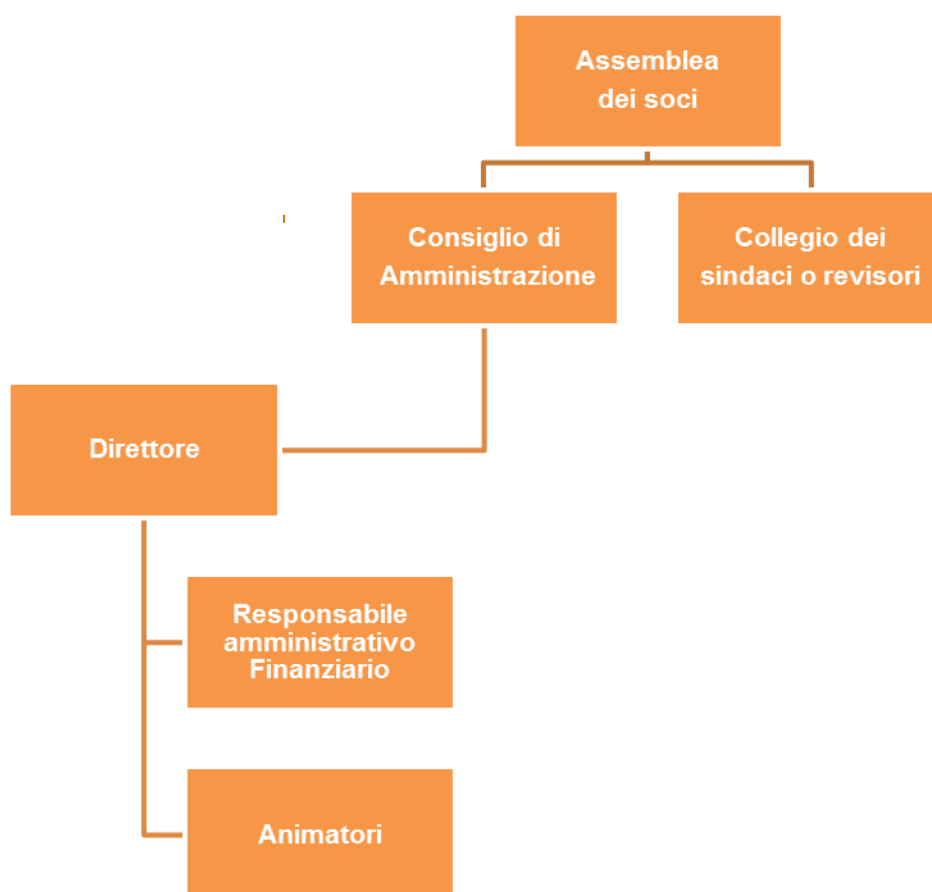 Assemblea
dei soci
Consiglio di
Amministrazione
Collegio dei
sindaci o revisori
Direttore
Responsabile
amministrativo
Finanziario
Animatori